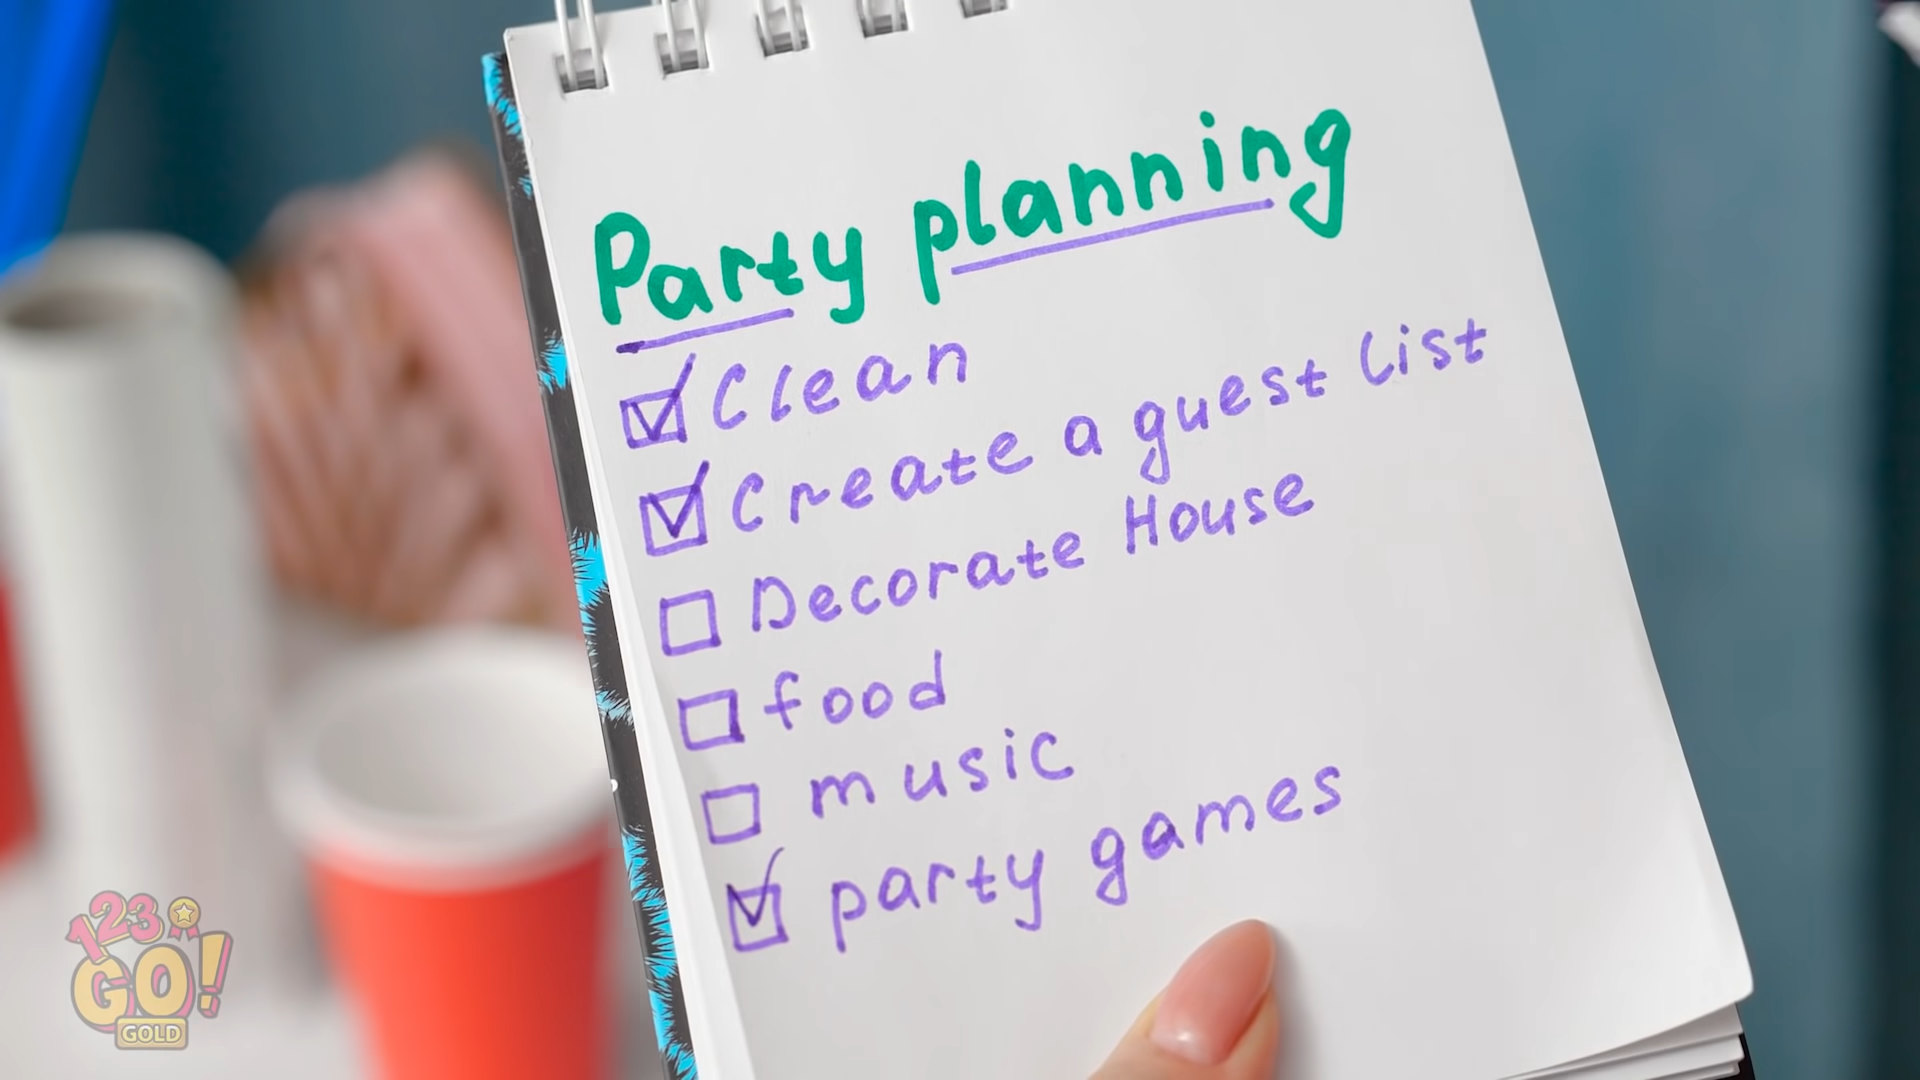 Party planning
Clean
Create a guest list
Decorate House
food
music
party games
123
GO!
GOLD